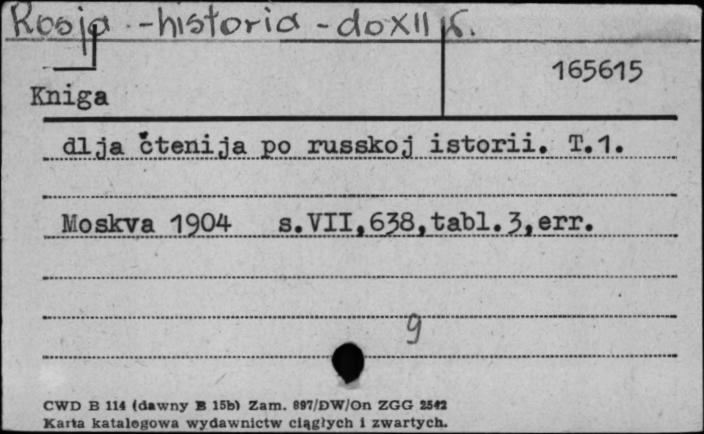 Rosja - historia - do XII w.
165615
Kniga
dlja čtenija po russkoj istorii. T.1.
Moskva 1904 s.VII,638,tabl.3,err.
9
CWD B 114 (dawny B 15b) Zam. 897/DW/On ZGG 2542
Karta katalogowa wydawnictw ciągłych i zwartych.